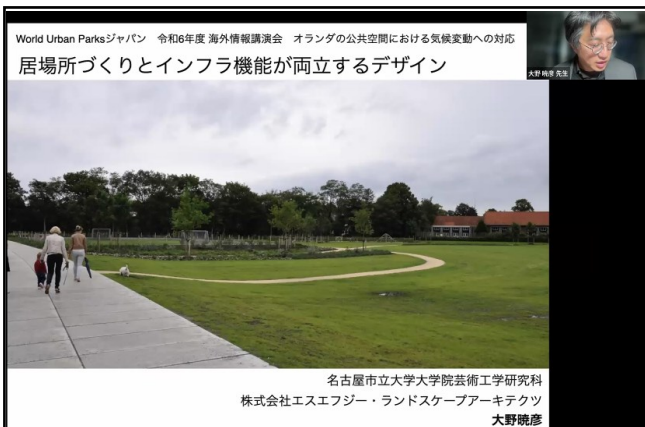 World Urban Parksジャパン　令和6年度 海外情報講演会　オランダの公共空間における気候変動への対応
居場所づくりとインフラ機能が両立するデザイン
大野 暁彦 先生
名古屋市立大学大学院芸術工学研究科
株式会社エスエフジー・ランドスケープアーキテクツ
大野暁彦